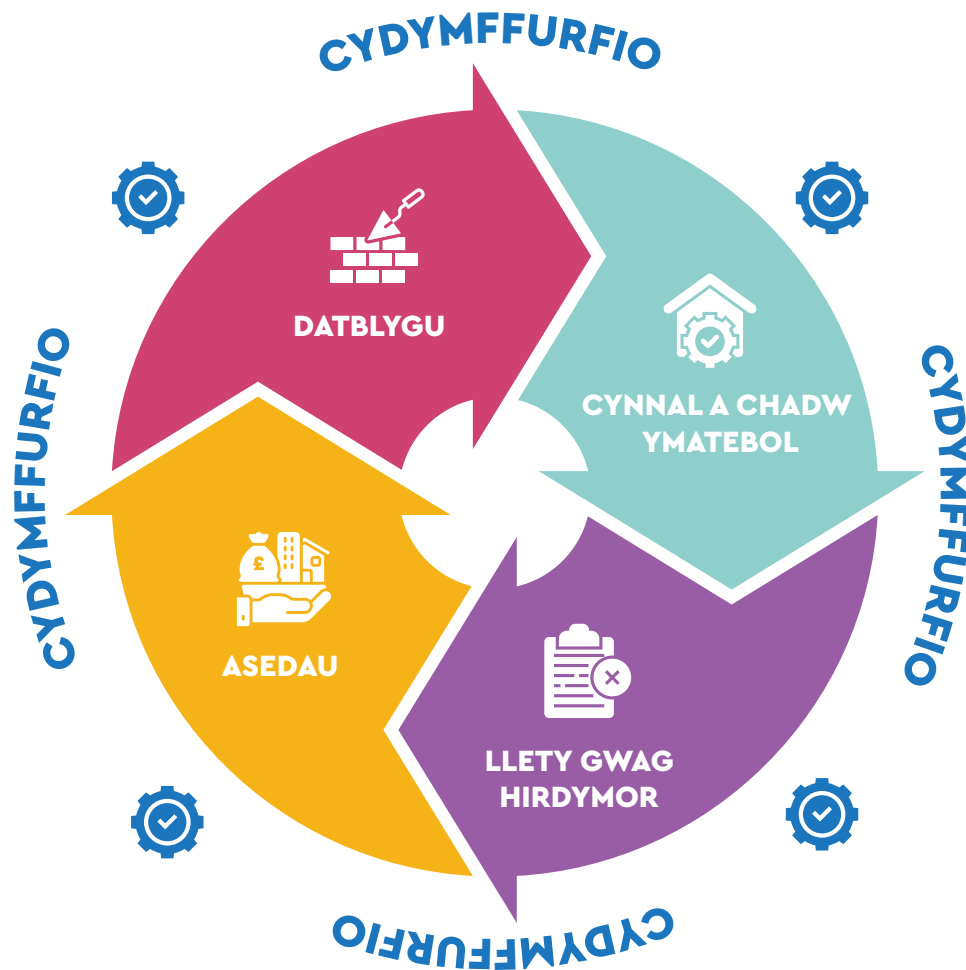 CYDYMFFURFIO
DATBLYGU
CYNNAL A CHADW
YMATEBOL
CYDYMFFURFIO
CYDYMFFURFIO
£
ASEDAU
LLETY GWAG
HIRDYMOR
CYDYMFFURFIO